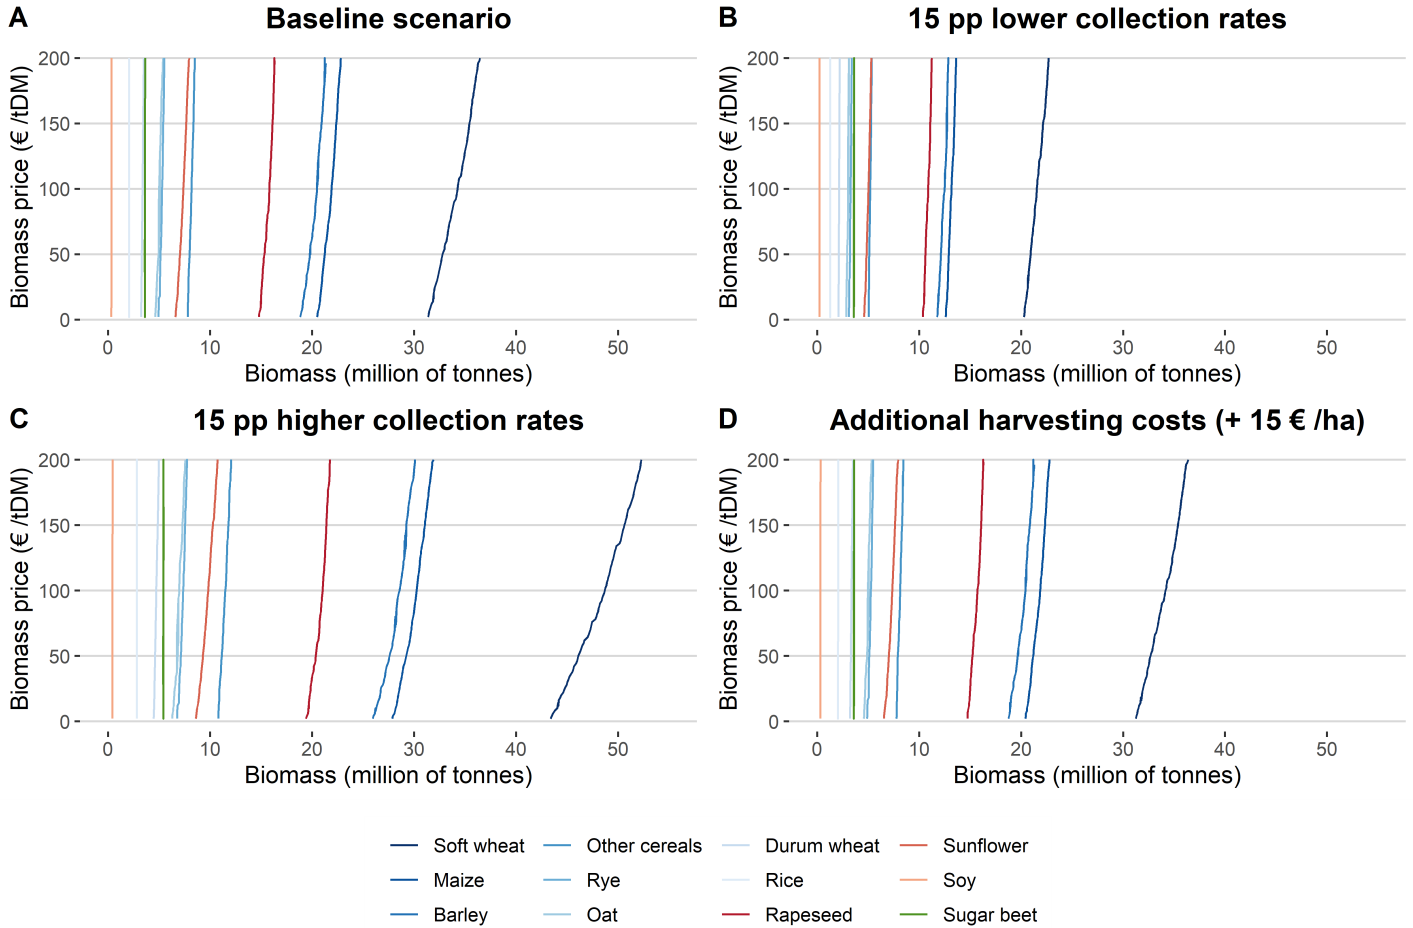 A
Baseline scenario
Biomass price (€ /tDM)
200
150
100
50
0
0 10 20 30 40 50
Biomass (million of tonnes)
B
15 pp lower collection rates
Biomass price (€ /tDM)
200
150
100
50
0
0 10 20 30 40 50
Biomass (million of tonnes)
C
15 pp higher collection rates
Biomass price (€ /tDM)
200
150
100
50
0
0 10 20 30 40 50
Biomass (million of tonnes)
D
Additional harvesting costs (+ 15 € /ha)
Biomass price (€ /tDM)
200
150
100
50
0
0 10 20 30 40 50
Biomass (million of tonnes)
Soft wheat Other cereals Durum wheat Sunflower
Maize Rye Rice Soy
Barley Oat Rapeseed Sugar beet